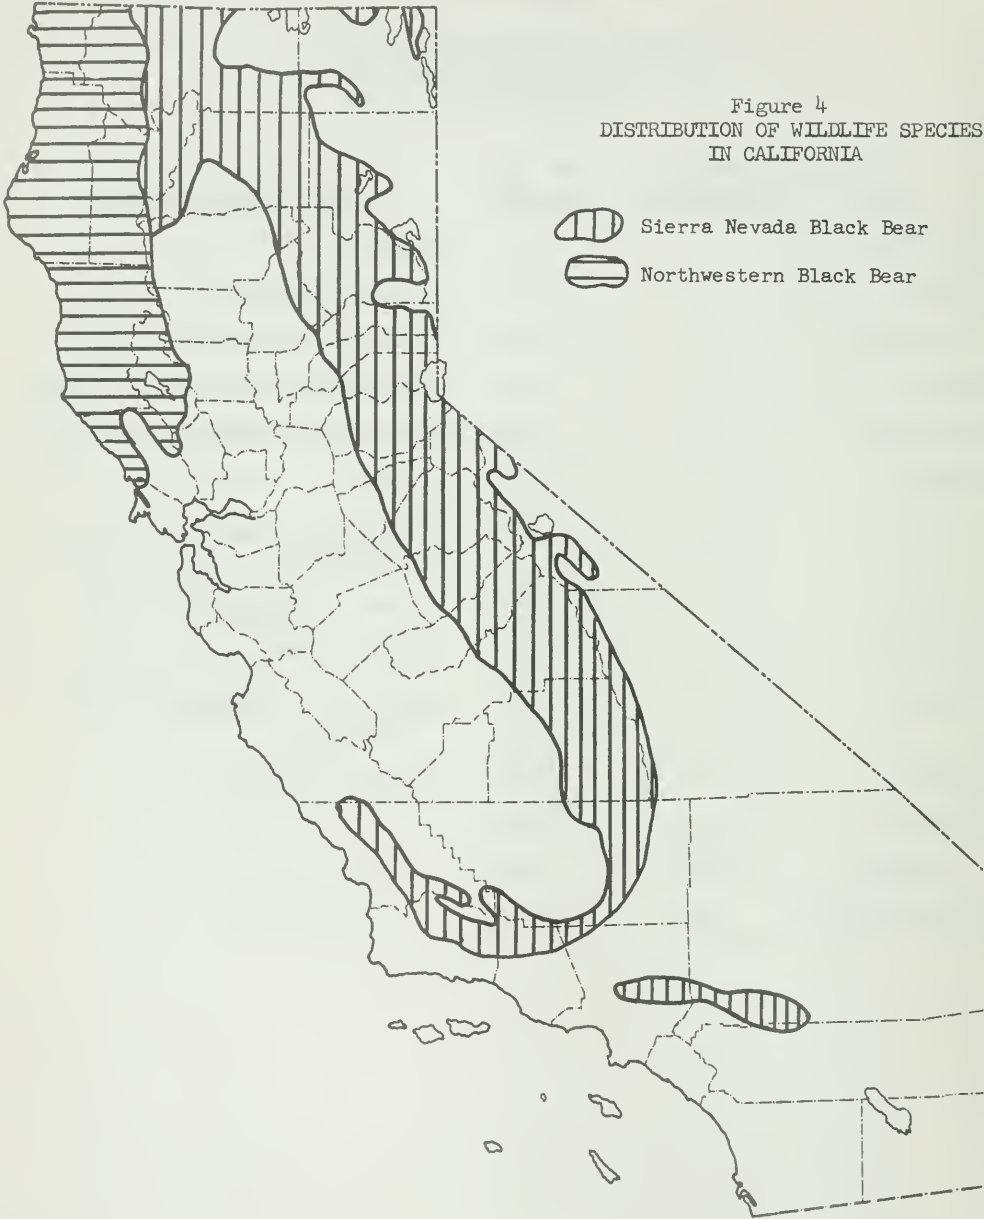 Figure 4
DISTRIBUTION OF WILDLIFE SPECIES
IN CALIFORNIA
Sierra Nevada Black Bear
Northwestern Black Bear